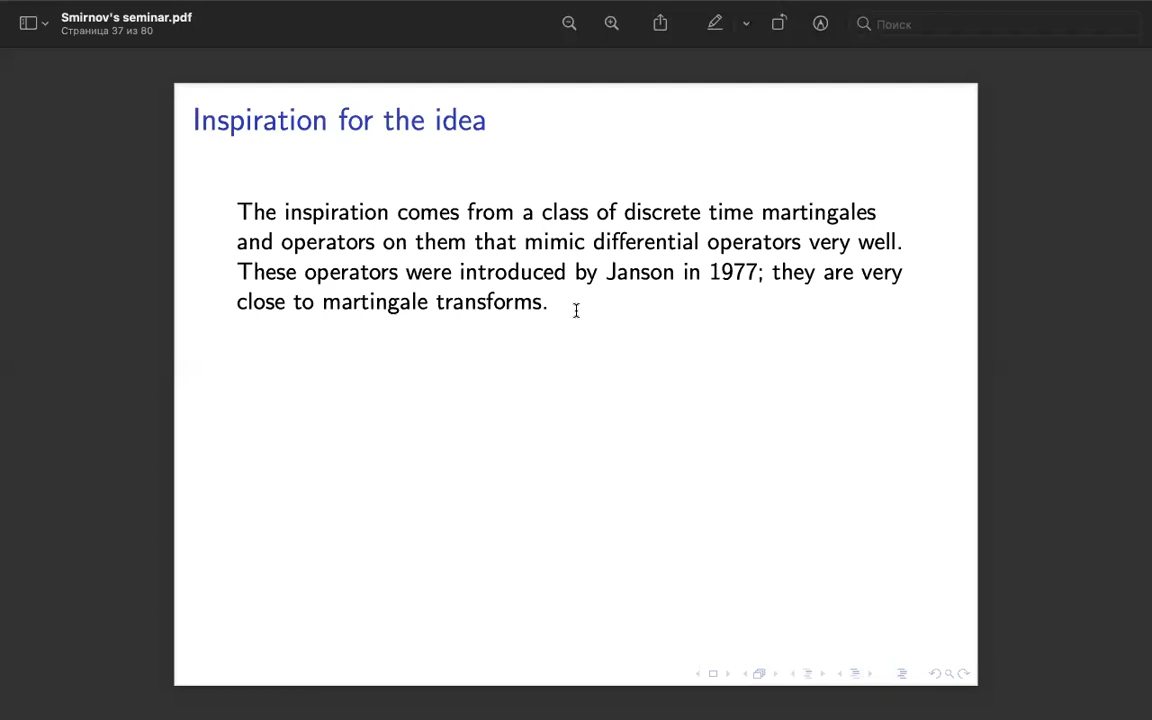 Smirnov's seminar.pdf
Страница 37 из 80
Поиск
Inspiration for the idea
The inspiration comes from a class of discrete time martingales
and operators on them that mimic differential operators very well.
These operators were introduced by Janson in 1977; they are very
close to martingale transforms.